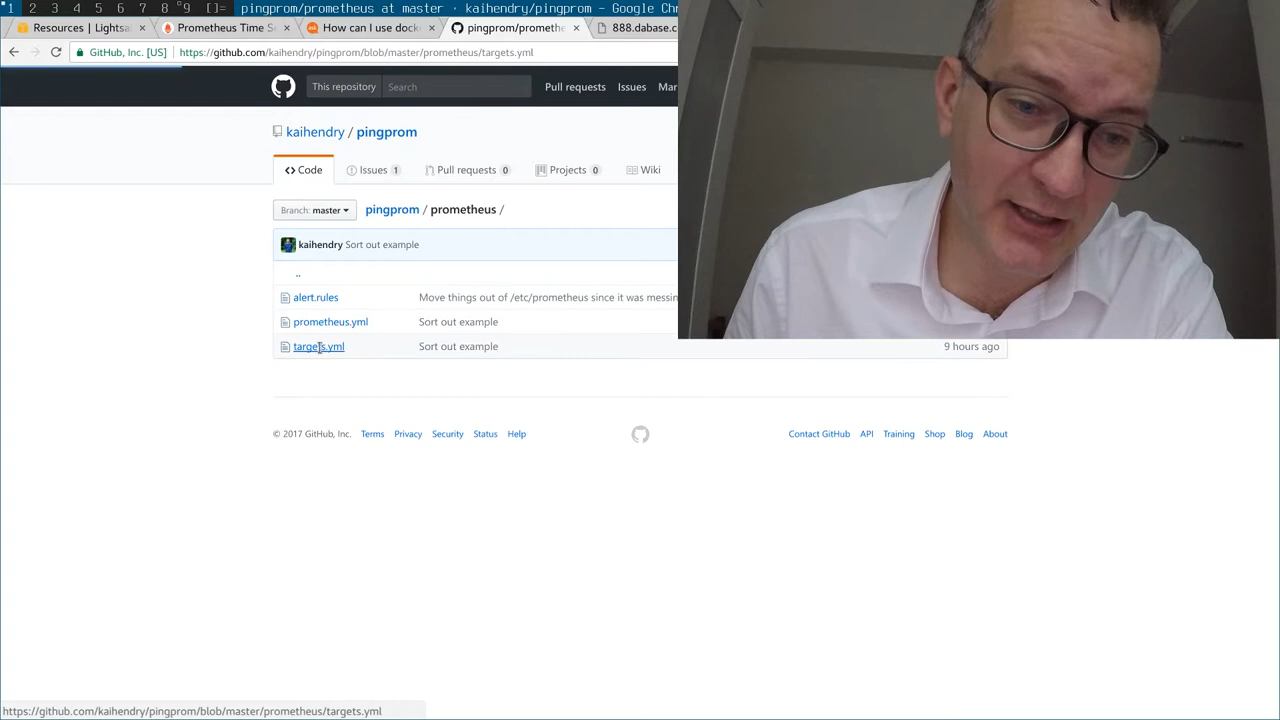 1 2 3 4 5 6 7 8 9 []= pingprom/prometheus at master · kaihendry/pingprom – Google Chro
Resources | Lightsa × Prometheus Time S × How can I use docke × pingprom/prometh × 888.dabase.c
GitHub, Inc. [US] https://github.com/kaihendry/pingprom/blob/master/prometheus/targets.yml
This repository Search Pull requests Issues Mar
kaihendry / pingprom
Code Issues 1 Pull requests 0 Projects 0 Wiki
Branch: master pingprom / prometheus /
kaihendry Sort out example
..
alert.rules Move things out of /etc/prometheus since it was messin
prometheus.yml Sort out example
targets.yml Sort out example 9 hours ago
© 2017 GitHub, Inc. Terms Privacy Security Status Help Contact GitHub API Training Shop Blog About
https://github.com/kaihendry/pingprom/blob/master/prometheus/targets.yml